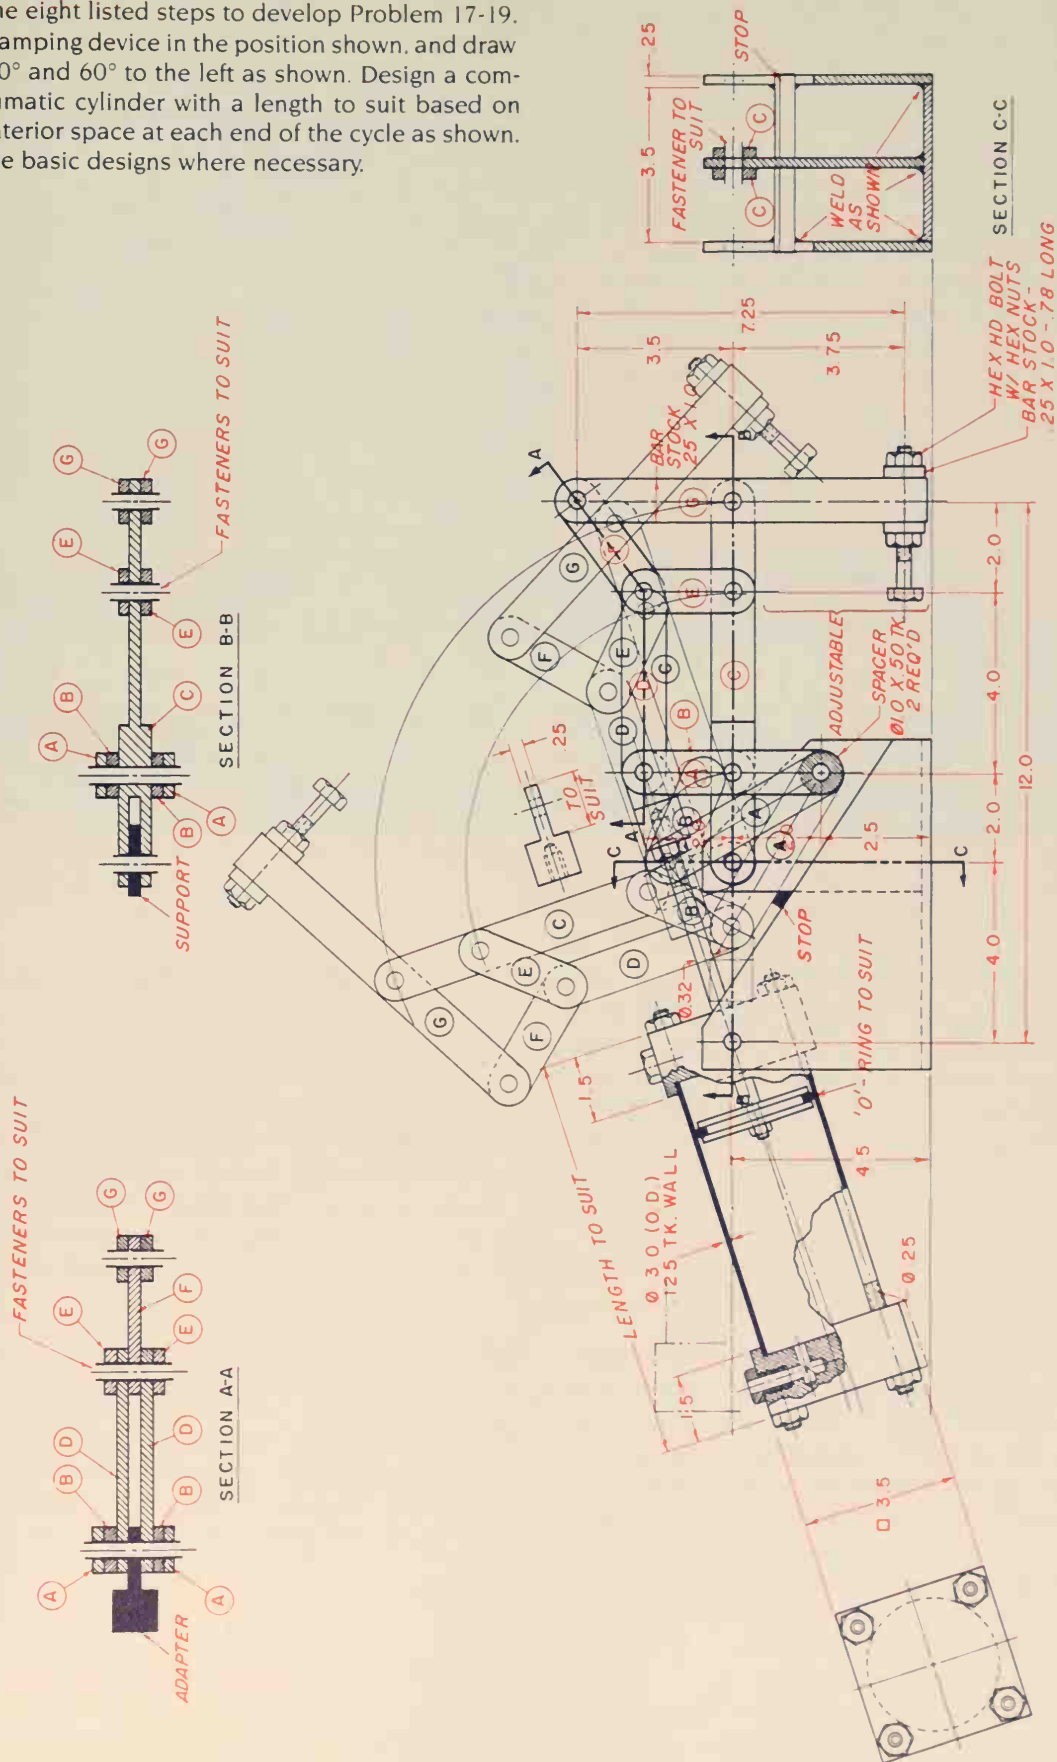 he eight listed steps to develop Problem 17-19.
amping device in the position shown, and draw
0° and 60° to the left as shown. Design a com-
umatic cylinder with a length to suit based on
nterior space at each end of the cycle as shown.
e basic designs where necessary.
.25
STOP
3.5
FASTENER TO
SUIT
C
C
WELD
AS
SHOWN
SECTION C-C
FASTENERS TO SUIT
G
G
E
E
C
B
A
B
A
SUPPORT
SECTION B-B
7.25
3.5
3.75
HEX HD BOLT
W/ HEX NUTS
BAR STOCK-
.25 X 1.0 - .78 LONG
BAR
STOCK
.25 X 1.0
A
A
B
B
G
F
E
D
C
B
A
G
F
E
D
C
B
A
A
B
G
F
E
D
C
C
C
2.0
4.0
2.0
4.0
12.0
2.5
ADJUSTABLE
SPACER
Ø1.0 X .50 TK
2 REQ'D
.25
TO
SUIT
STOP
Ø.32
'O'- RING TO SUIT
4.5
1.5
LENGTH TO SUIT
Ø 3.0 (O.D.)
.125 TK. WALL
1.5
Ø.25
□ 3.5
FASTENERS TO SUIT
G
G
F
E
E
D
D
B
B
A
A
ADAPTER
SECTION A-A